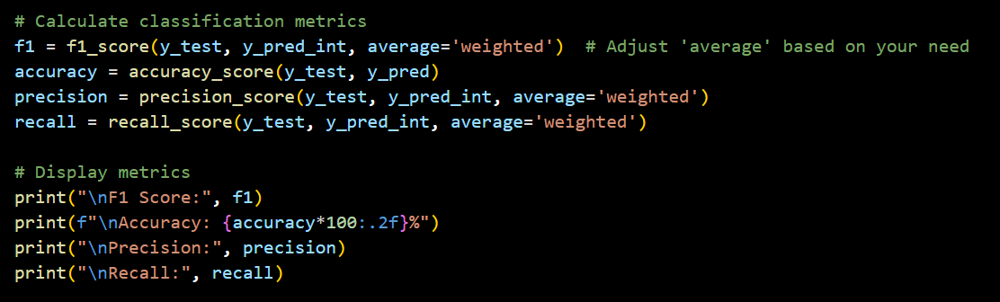 # Calculate classification metrics
f1 = f1_score(y_test, y_pred_int, average='weighted')  # Adjust 'average' based on your need
accuracy = accuracy_score(y_test, y_pred)
precision = precision_score(y_test, y_pred_int, average='weighted')
recall = recall_score(y_test, y_pred_int, average='weighted')

# Display metrics
print("\nF1 Score:", f1)
print(f"\nAccuracy: {accuracy*100:.2f}%")
print("\nPrecision:", precision)
print("\nRecall:", recall)